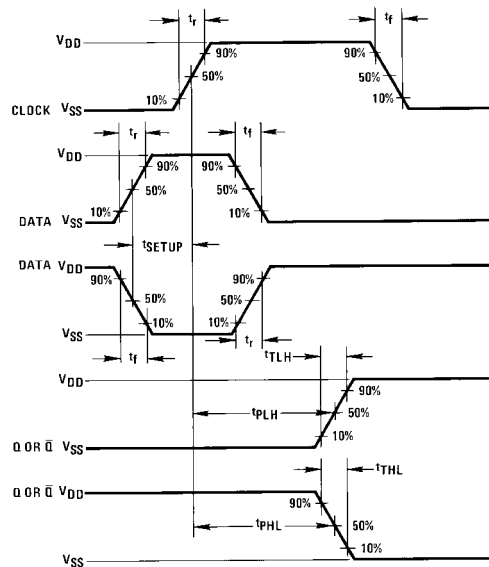 tr
tf
VDD
90%
90%
50%
50%
10%
10%
CLOCK VSS
tr
tf
VDD
90%
90%
50%
50%
10%
10%
DATA VSS
tSETUP
DATA VDD
90%
90%
50%
50%
10%
10%
VSS
tf
tr
tTLH
VDD
90%
tPLH
50%
10%
Q OR Q̅ VSS
tTHL
Q OR Q̅ VDD
90%
tPHL
50%
10%
VSS